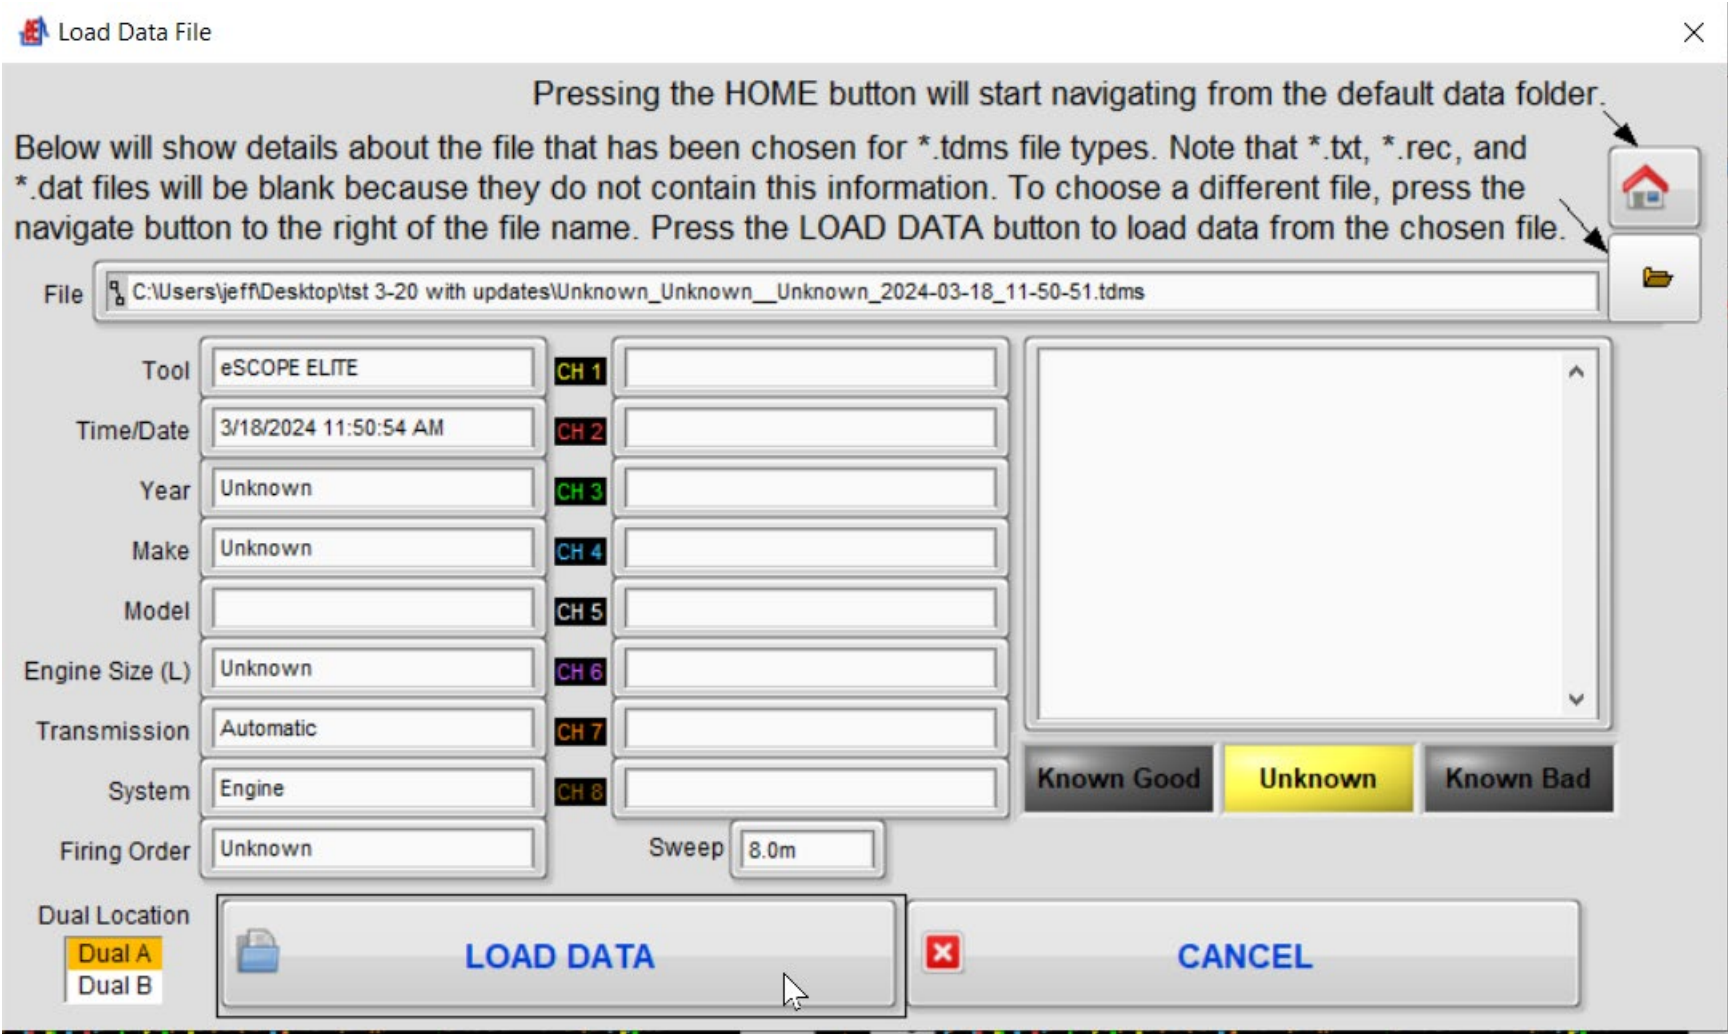 Load Data File
Pressing the HOME button will start navigating from the default data folder.
Below will show details about the file that has been chosen for *.tdms file types. Note that *.txt, *.rec, and
*.dat files will be blank because they do not contain this information. To choose a different file, press the
navigate button to the right of the file name. Press the LOAD DATA button to load data from the chosen file.
File C:\Users\jeff\Desktop\tst 3-20 with updates\Unknown_Unknown__Unknown_2024-03-18_11-50-51.tdms
Tool eSCOPE ELITE CH 1
Time/Date 3/18/2024 11:50:54 AM CH 2
Year Unknown CH 3
Make Unknown CH 4
Model CH 5
Engine Size (L) Unknown CH 6
Transmission Automatic CH 7
Known Good Unknown Known Bad
System Engine CH 8
Firing Order Unknown Sweep 8.0m
Dual Location
Dual A
Dual B
LOAD DATA CANCEL